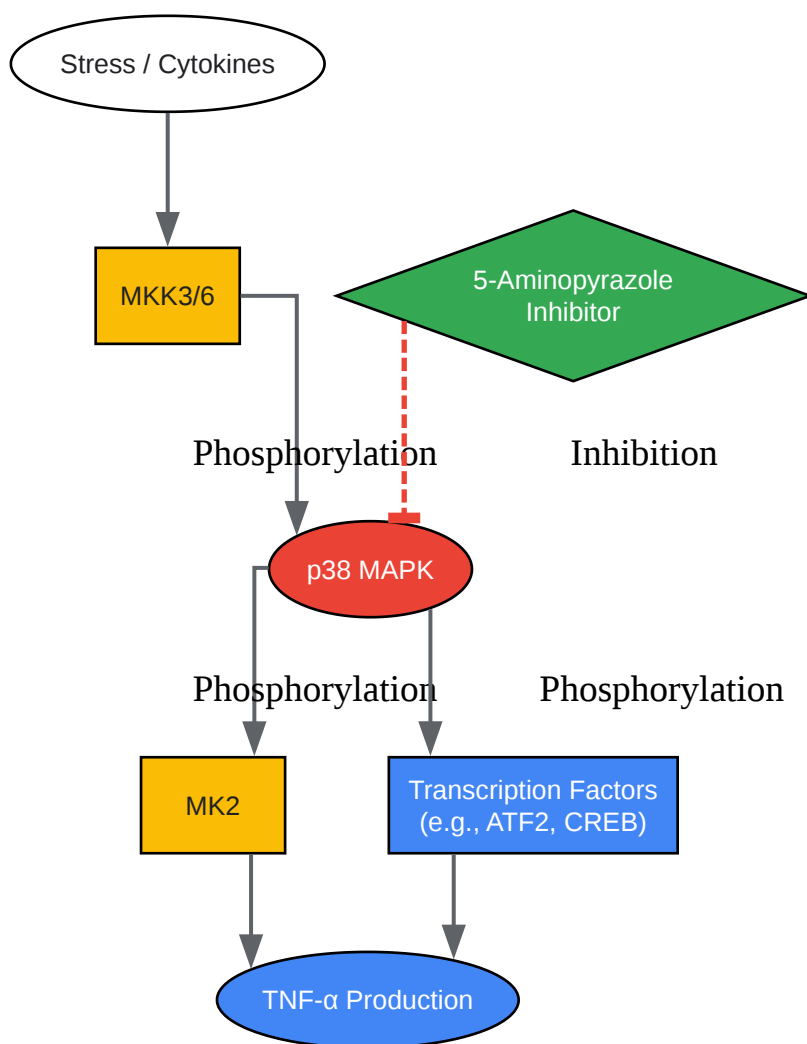 Stress / Cytokines
MKK3/6
5-Aminopyrazole
Inhibitor
Phosphorylation
Inhibition
p38 MAPK
Phosphorylation
Phosphorylation
MK2
Transcription Factors
(e.g., ATF2, CREB)
TNF-α Production